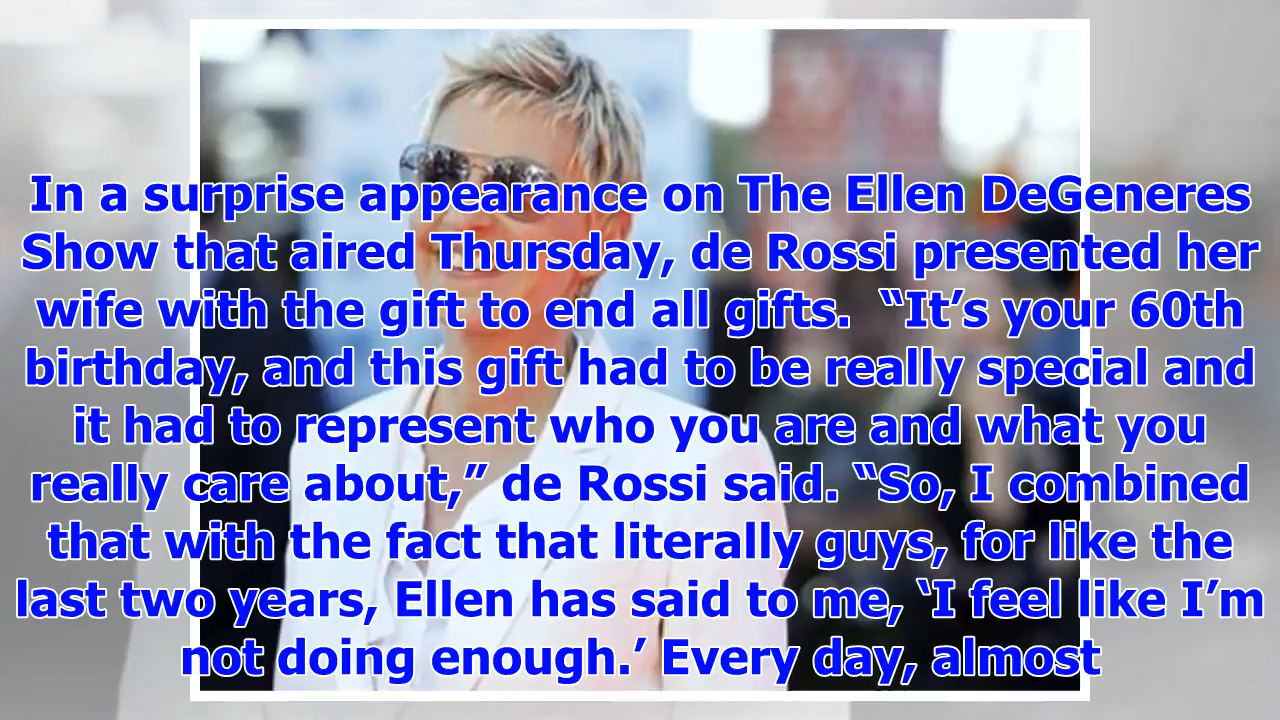 In a surprise appearance on The Ellen DeGeneres
Show that aired Thursday, de Rossi presented her
wife with the gift to end all gifts.  “It’s your 60th
birthday, and this gift had to be really special and
it had to represent who you are and what you
really care about,” de Rossi said. “So, I combined
that with the fact that literally guys, for like the
last two years, Ellen has said to me, ‘I feel like I’m
not doing enough.’ Every day, almost